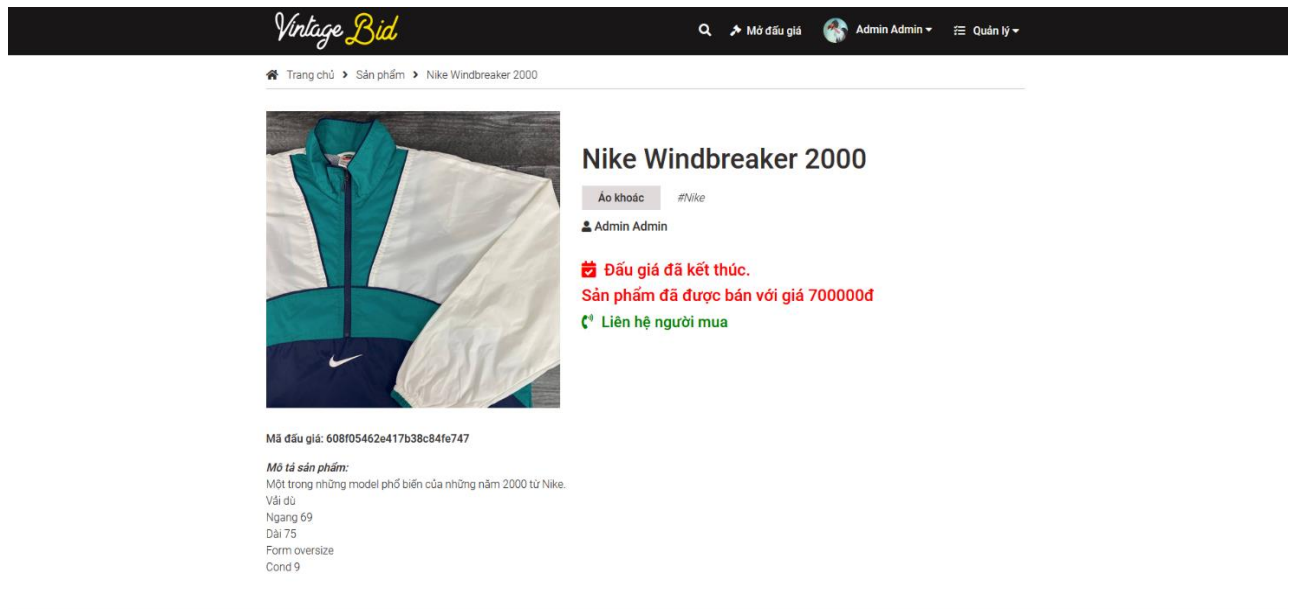 Vintage Bid
Mở đấu giá Admin Admin Quản lý
Trang chủ Sản phẩm Nike Windbreaker 2000
Nike Windbreaker 2000
Áo khoác #Nike
Admin Admin
Đấu giá đã kết thúc.
Sản phẩm đã được bán với giá 700000đ
Liên hệ người mua
Mã đấu giá: 608f05462e417b38c84fe747
Mô tả sản phẩm:
Một trong những model phổ biến của những năm 2000 từ Nike.
Vải dù
Ngang 69
Dài 75
Form oversize
Cond 9